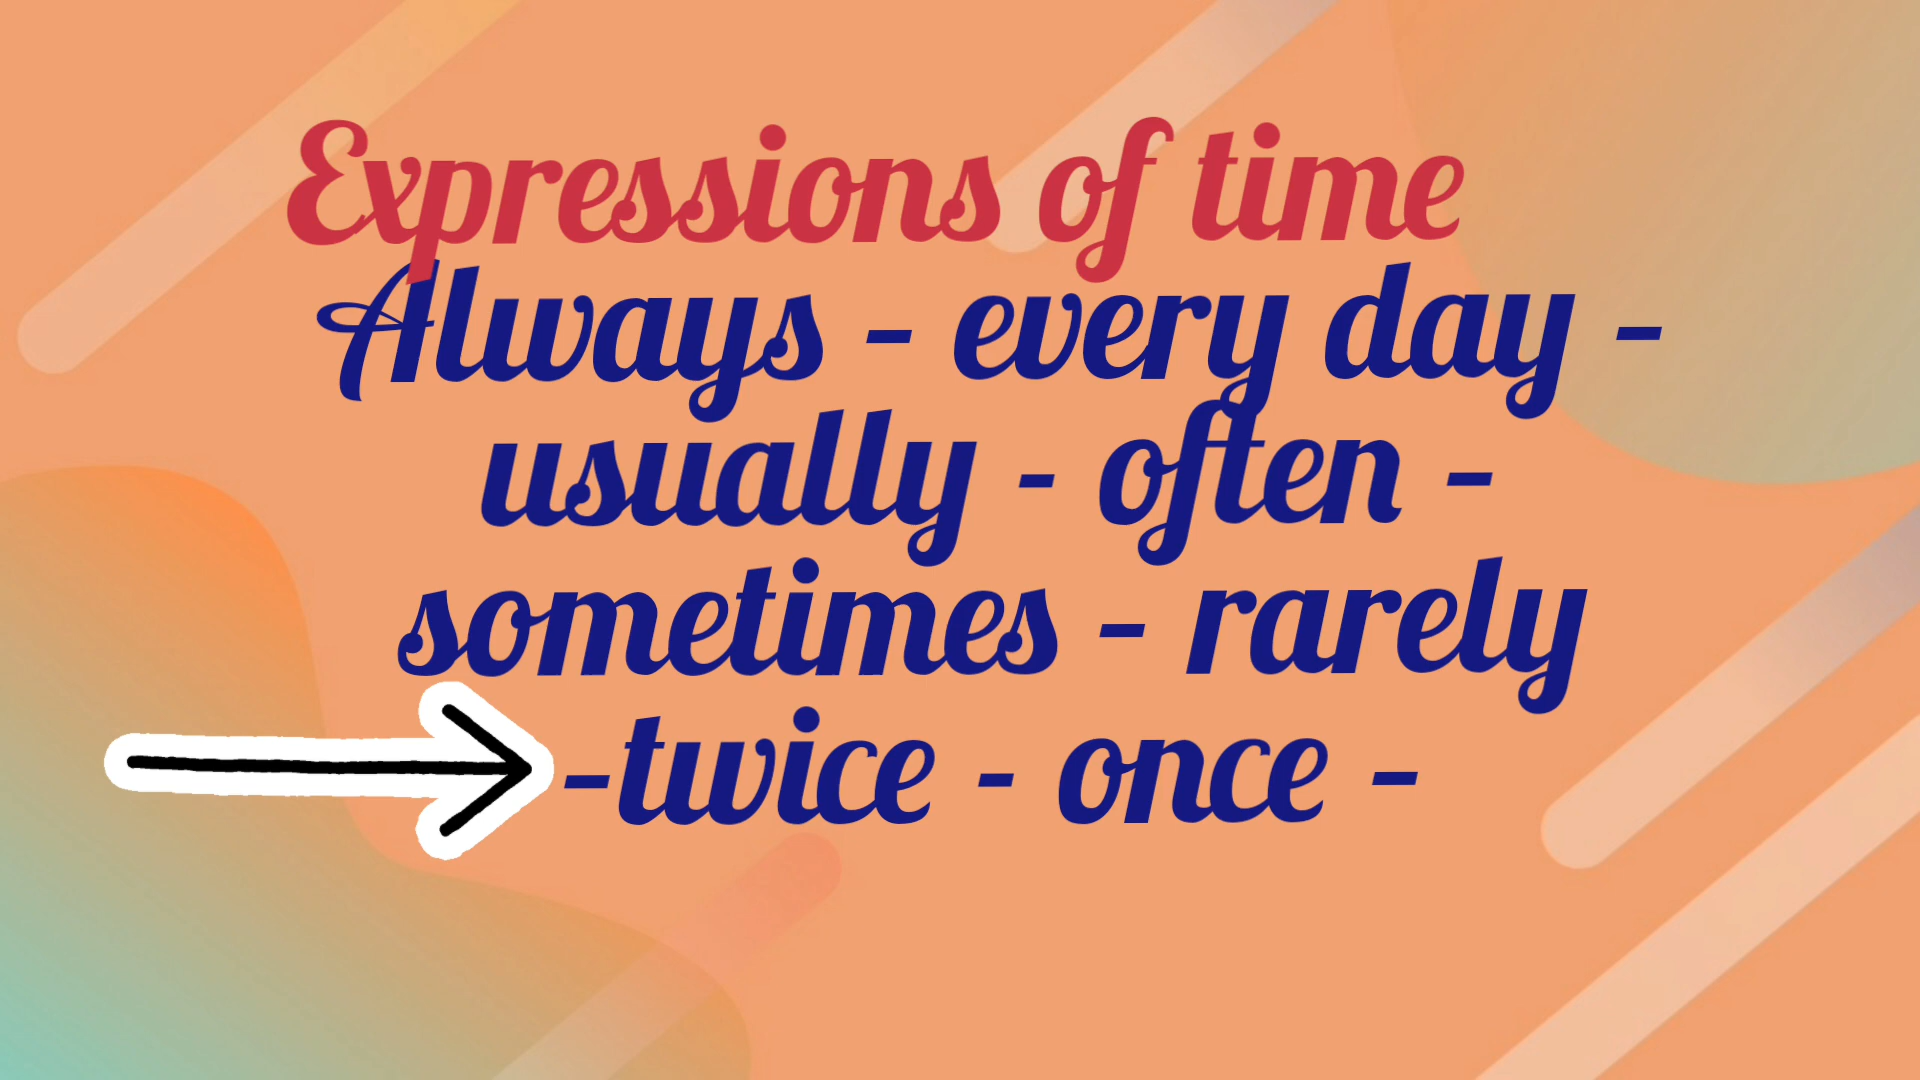 Expressions of time
Always - every day -
usually - often -
sometimes - rarely
-twice - once -